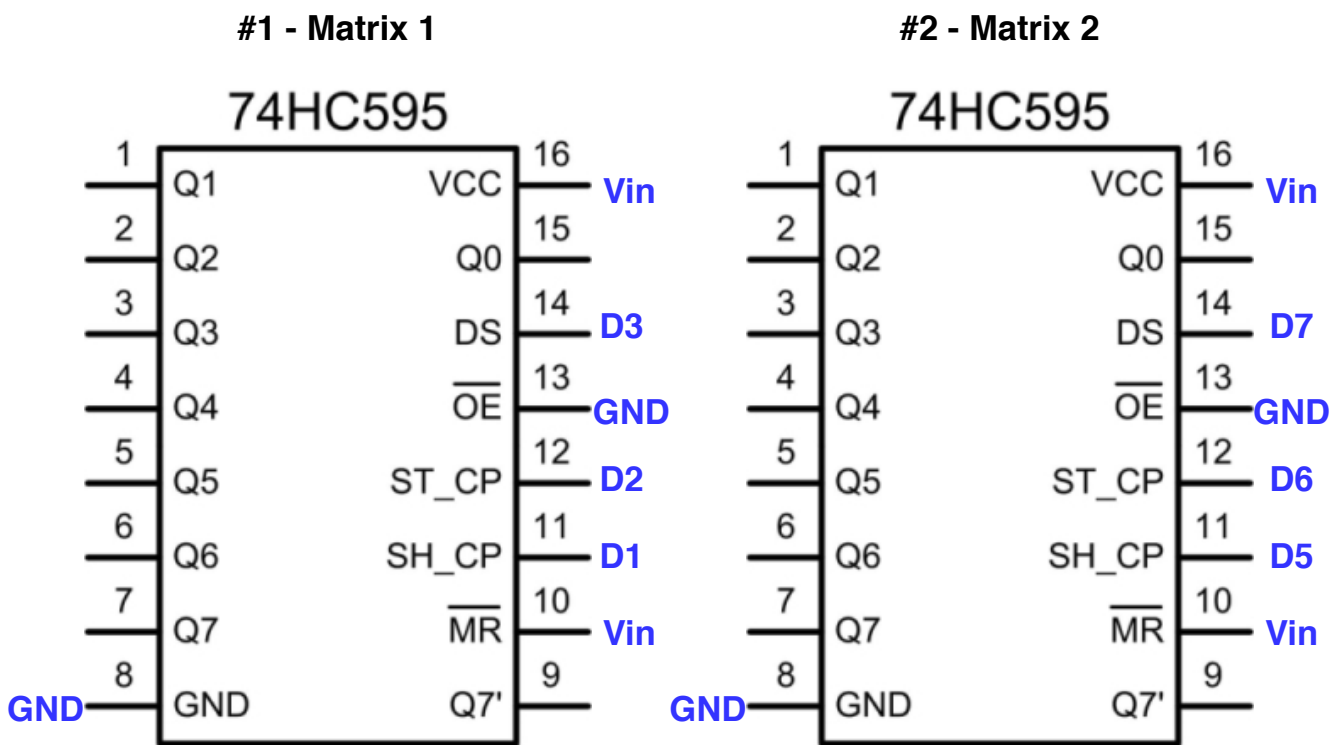 #1 - Matrix 1
74HC595
1 Q1 VCC 16 Vin
2 Q2 Q0 15
3 Q3 DS 14 D3
4 Q4 OE 13 GND
5 Q5 ST_CP 12 D2
6 Q6 SH_CP 11 D1
7 Q7 MR 10 Vin
GND 8 GND Q7' 9
#2 - Matrix 2
74HC595
1 Q1 VCC 16 Vin
2 Q2 Q0 15
3 Q3 DS 14 D7
4 Q4 OE 13 GND
5 Q5 ST_CP 12 D6
6 Q6 SH_CP 11 D5
7 Q7 MR 10 Vin
GND 8 GND Q7' 9